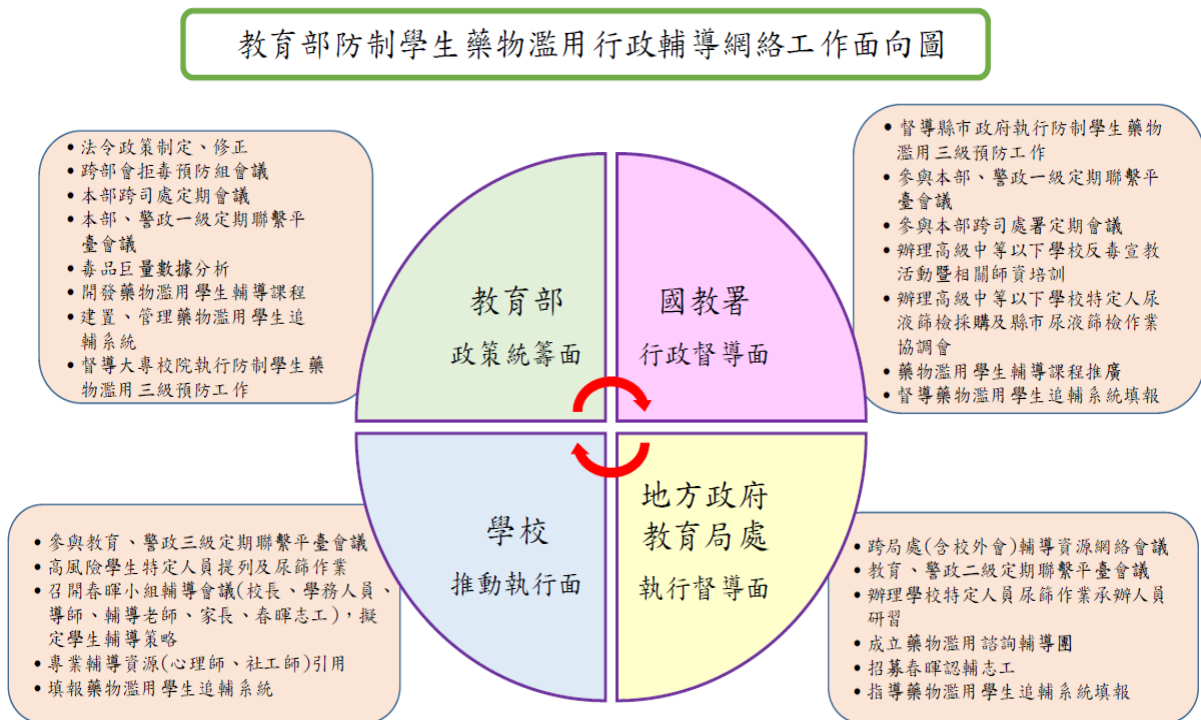 教育部防制學生藥物濫用行政輔導網絡工作面向圖
• 法令政策制定、修正
• 跨部會拒毒預防組會議
• 本部跨司處定期會議
• 本部、警政一級定期聯繫平
臺會議
• 毒品巨量數據分析
• 開發藥物濫用學生輔導課程
• 建置、管理藥物濫用學生追
輔系統
• 督導大專校院執行防制學生藥
物濫用三級預防工作
教育部
政策統籌面
國教署
行政督導面
• 督導縣市政府執行防制學生藥物
濫用三級預防工作
• 參與本部、警政一級定期聯繫平
臺會議
• 參與本部跨司處署定期會議
• 辦理高級中等以下學校反毒宣教
活動暨相關師資培訓
• 辦理高級中等以下學校特定人尿
液篩檢採購及縣市尿液篩檢作業
協調會
• 藥物濫用學生輔導課程推廣
• 督導藥物濫用學生追輔系統填報
• 參與教育、警政三級定期聯繫平臺會議
• 高風險學生特定人員提列及尿篩作業
• 召開春暉小組輔導會議(校長、學務人員、
導師、輔導老師、家長、春暉志工)，擬
定學生輔導策略
• 專業輔導資源(心理師、社工師)引用
• 填報藥物濫用學生追輔系統
學校
推動執行面
地方政府
教育局處
執行督導面
• 跨局處(含校外會)輔導資源網絡會議
• 教育、警政二級定期聯繫平臺會議
• 辦理學校特定人員尿篩作業承辦人員
研習
• 成立藥物濫用諮詢輔導團
• 招募春暉認輔志工
• 指導藥物濫用學生追輔系統填報